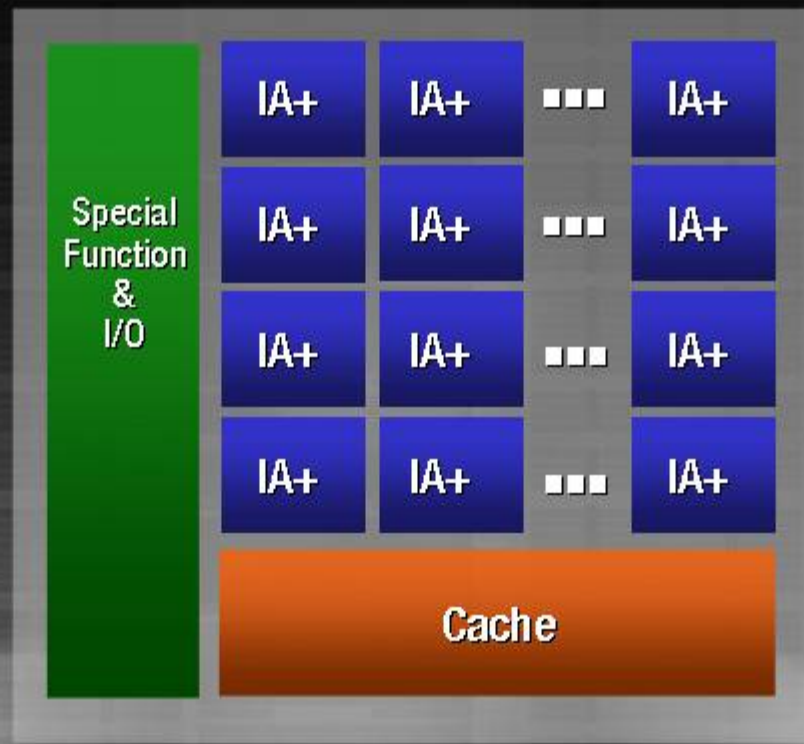 Special
Function
&
I/O
IA+ IA+ ... IA+
IA+ IA+ ... IA+
IA+ IA+ ... IA+
IA+ IA+ ... IA+
Cache